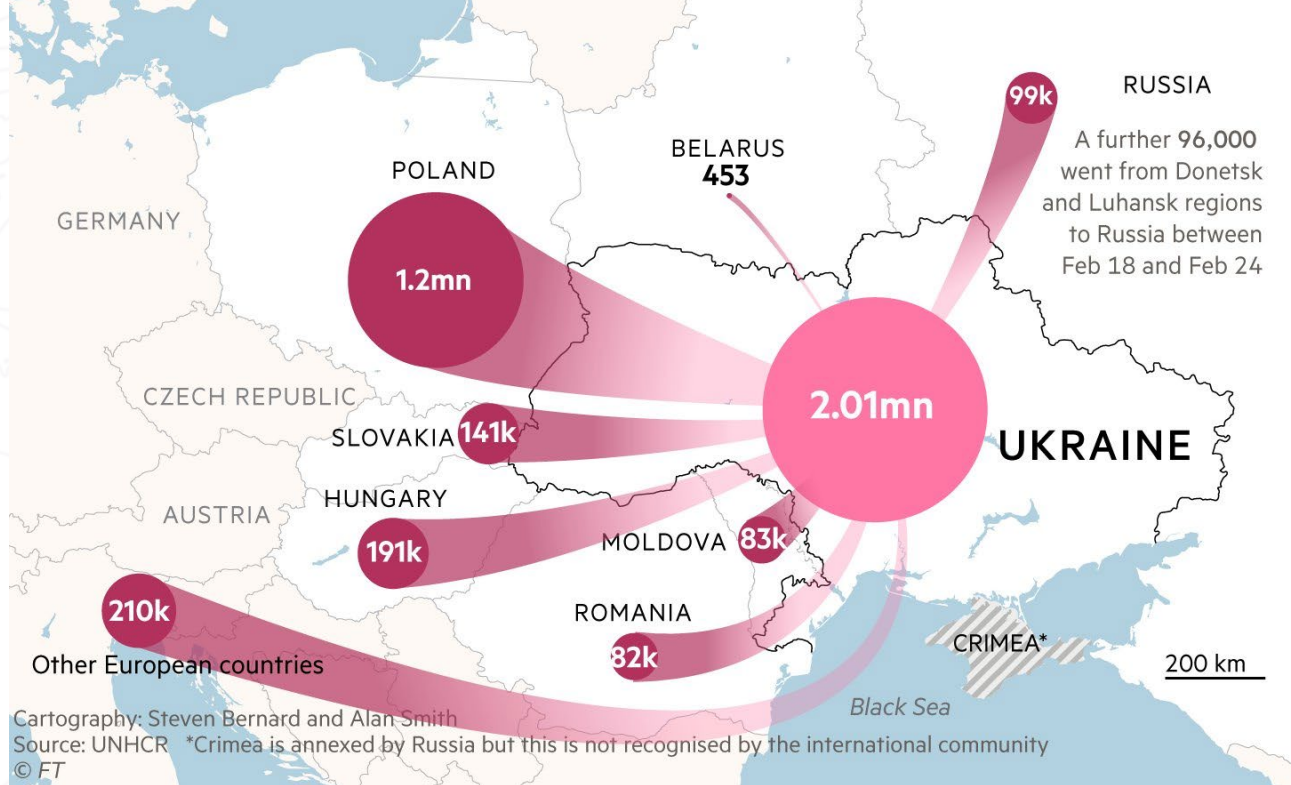 RUSSIA
99k
A further 96,000
went from Donetsk
and Luhansk regions
to Russia between
Feb 18 and Feb 24
BELARUS
453
POLAND
1.2mn
GERMANY
2.01mn
UKRAINE
CZECH REPUBLIC
SLOVAKIA
141k
HUNGARY
191k
AUSTRIA
MOLDOVA
83k
ROMANIA
82k
210k
Other European countries
CRIMEA*
200 km
Black Sea
Cartography: Steven Bernard and Alan Smith
Source: UNHCR *Crimea is annexed by Russia but this is not recognised by the international community
© FT